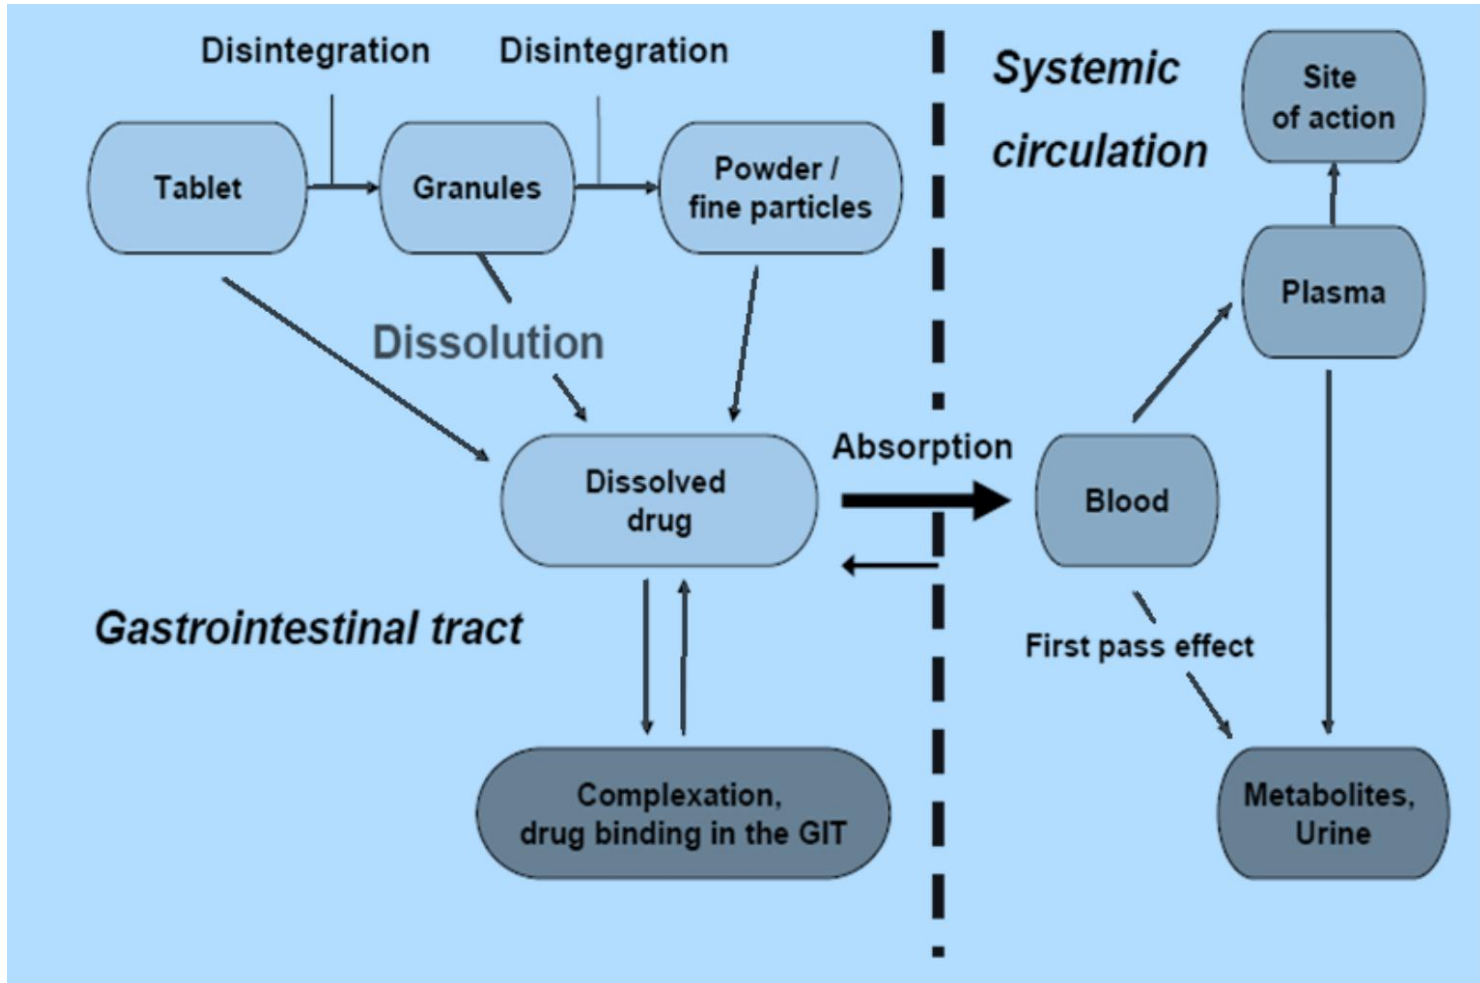 Disintegration
Disintegration
Tablet
Granules
Powder /
fine particles
Dissolution
Dissolved
drug
Gastrointestinal tract
Complexation,
drug binding in the GIT
Absorption
Systemic
circulation
Site
of action
Plasma
Blood
First pass effect
Metabolites,
Urine